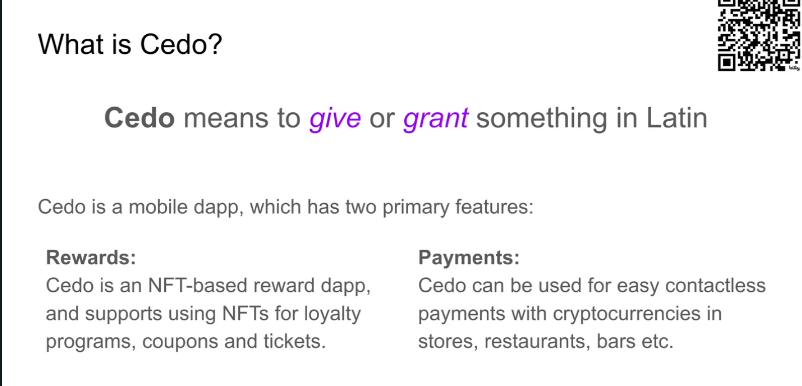 What is Cedo?
Cedo means to give or grant something in Latin
Cedo is a mobile dapp, which has two primary features:
Rewards:
Cedo is an NFT-based reward dapp,
and supports using NFTs for loyalty
programs, coupons and tickets.
Payments:
Cedo can be used for easy contactless
payments with cryptocurrencies in
stores, restaurants, bars etc.